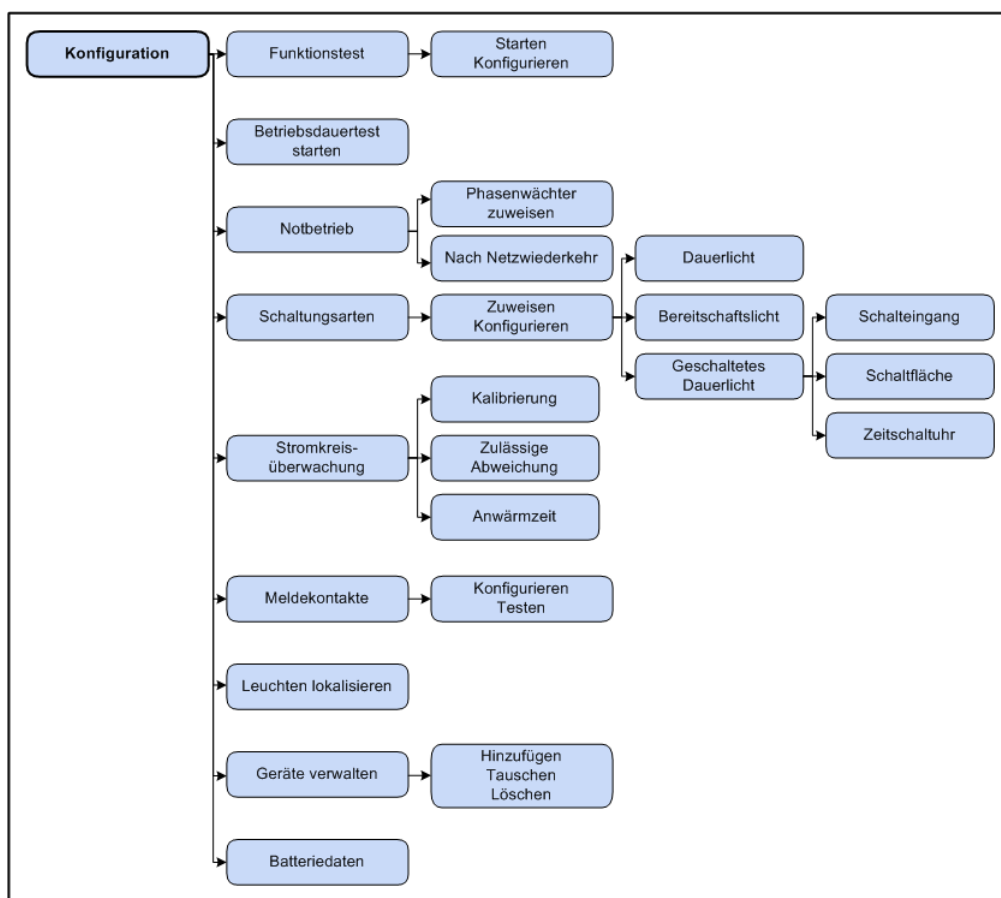 Konfiguration
Funktionstest
Starten
Konfigurieren
Betriebsdauertest
starten
Notbetrieb
Phasenwächter
zuweisen
Nach Netzwiederkehr
Schaltungsarten
Zuweisen
Konfigurieren
Dauerlicht
Bereitschaftslicht
Geschaltetes
Dauerlicht
Schalteingang
Schaltfläche
Zeitschaltuhr
Stromkreis-
überwachung
Kalibrierung
Zulässige
Abweichung
Anwärmzeit
Meldekontakte
Konfigurieren
Testen
Leuchten lokalisieren
Geräte verwalten
Hinzufügen
Tauschen
Löschen
Batteriedaten